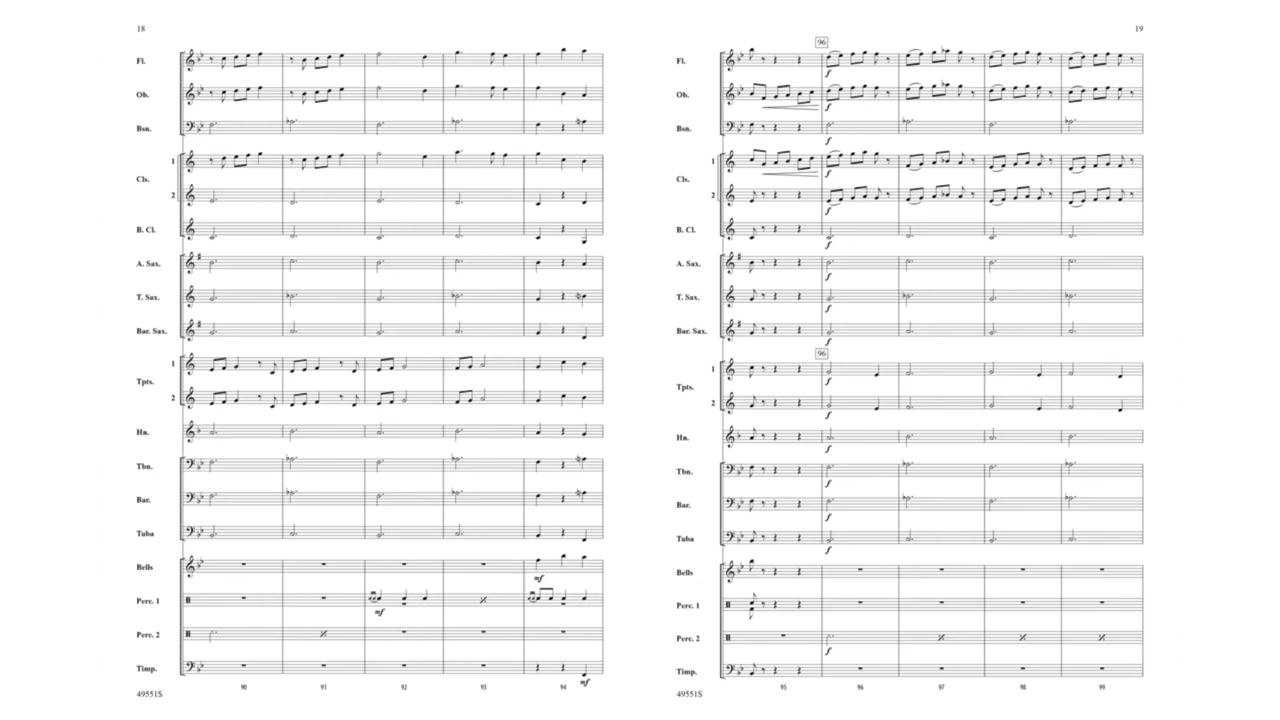 18
Fl.
Ob.
Bsn.
1
Cls.
2
B. Cl.
A. Sax.
T. Sax.
Bar. Sax.
1
Tpts.
2
Hn.
Tbn.
Bar.
Tuba
Bells
mf
Perc. 1
mf
Perc. 2
Timp.
mf
49551S
90 91 92 93 94
19
96
Fl.
f
Ob.
f
Bsn.
f
1
f
Cls.
2
f
B. Cl.
f
A. Sax.
f
T. Sax.
f
Bar. Sax.
f
96
1
f
Tpts.
2
f
Hn.
f
Tbn.
f
Bar.
f
Tuba
f
Bells
Perc. 1
Perc. 2
f
Timp.
49551S
95 96 97 98 99